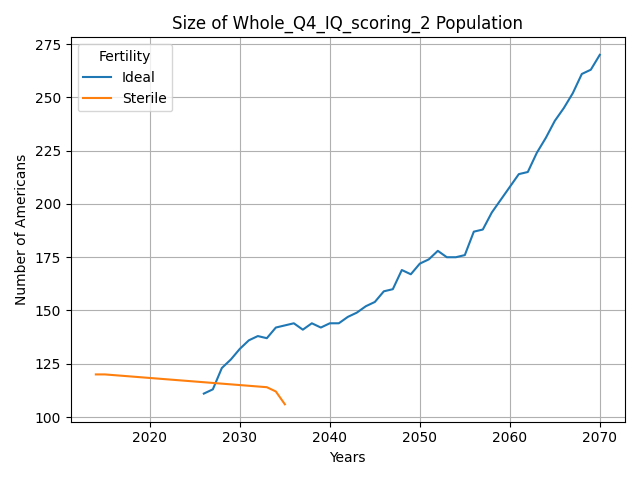 Size of Whole_Q4_IQ_scoring_2 Population
Fertility
Ideal
Sterile
Number of Americans
275
250
225
200
175
150
125
100
2020 2030 2040 2050 2060 2070
Years